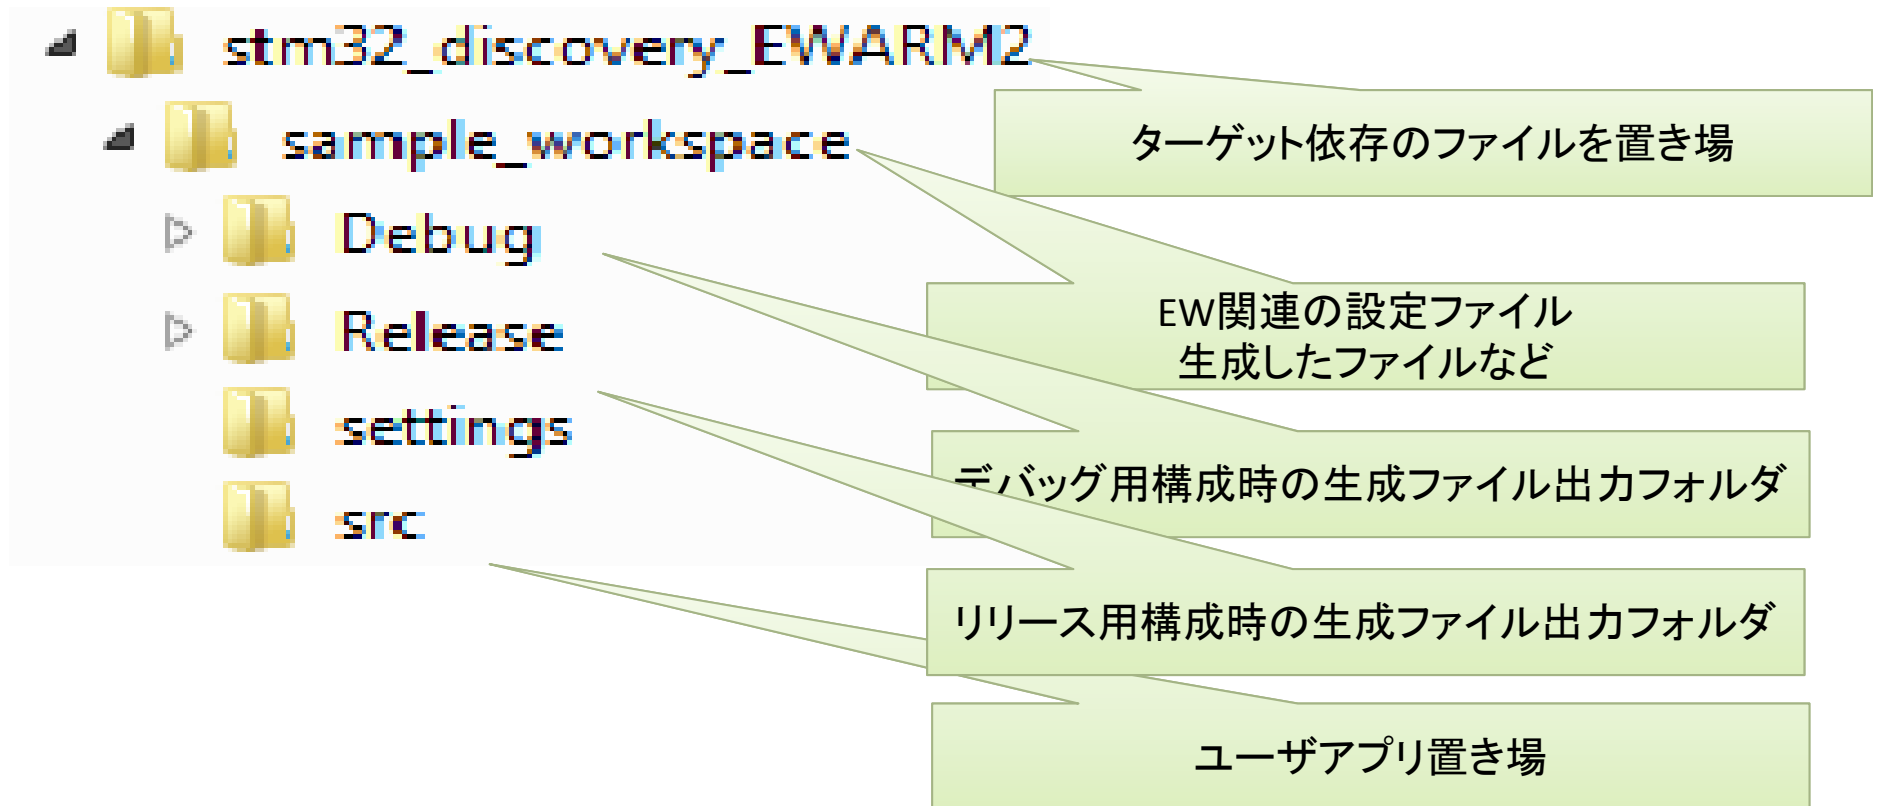 stm32_discovery_EWARM2
sample_workspace
Debug
Release
settings
src
ターゲット依存のファイルを置き場
EW関連の設定ファイル
生成したファイルなど
デバッグ用構成時の生成ファイル出力フォルダ
リリース用構成時の生成ファイル出力フォルダ
ユーザアプリ置き場